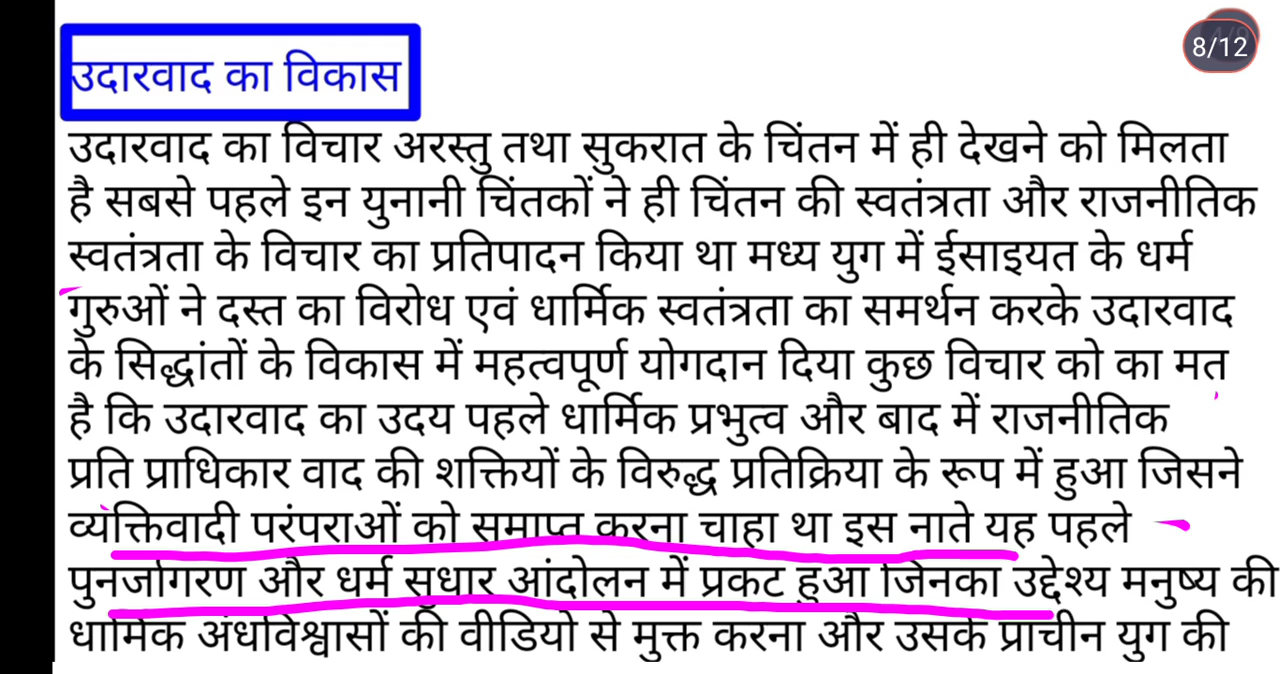 8/12
उदारवाद का विकास
उदारवाद का विचार अरस्तु तथा सुकरात के चिंतन में ही देखने को मिलता
है सबसे पहले इन युनानी चिंतकों ने ही चिंतन की स्वतंत्रता और राजनीतिक
स्वतंत्रता के विचार का प्रतिपादन किया था मध्य युग में ईसाइयत के धर्म
गुरुओं ने दस्त का विरोध एवं धार्मिक स्वतंत्रता का समर्थन करके उदारवाद
के सिद्धांतों के विकास में महत्वपूर्ण योगदान दिया कुछ विचार को का मत
है कि उदारवाद का उदय पहले धार्मिक प्रभुत्व और बाद में राजनीतिक
प्रति प्राधिकार वाद की शक्तियों के विरुद्ध प्रतिक्रिया के रूप में हुआ जिसने
व्यक्तिवादी परंपराओं को समाप्त करना चाहा था इस नाते यह पहले
पुनर्जागरण और धर्म सुधार आंदोलन में प्रकट हुआ जिनका उद्देश्य मनुष्य की
धार्मिक अंधविश्वासों की वीडियो से मुक्त करना और उसके प्राचीन युग की